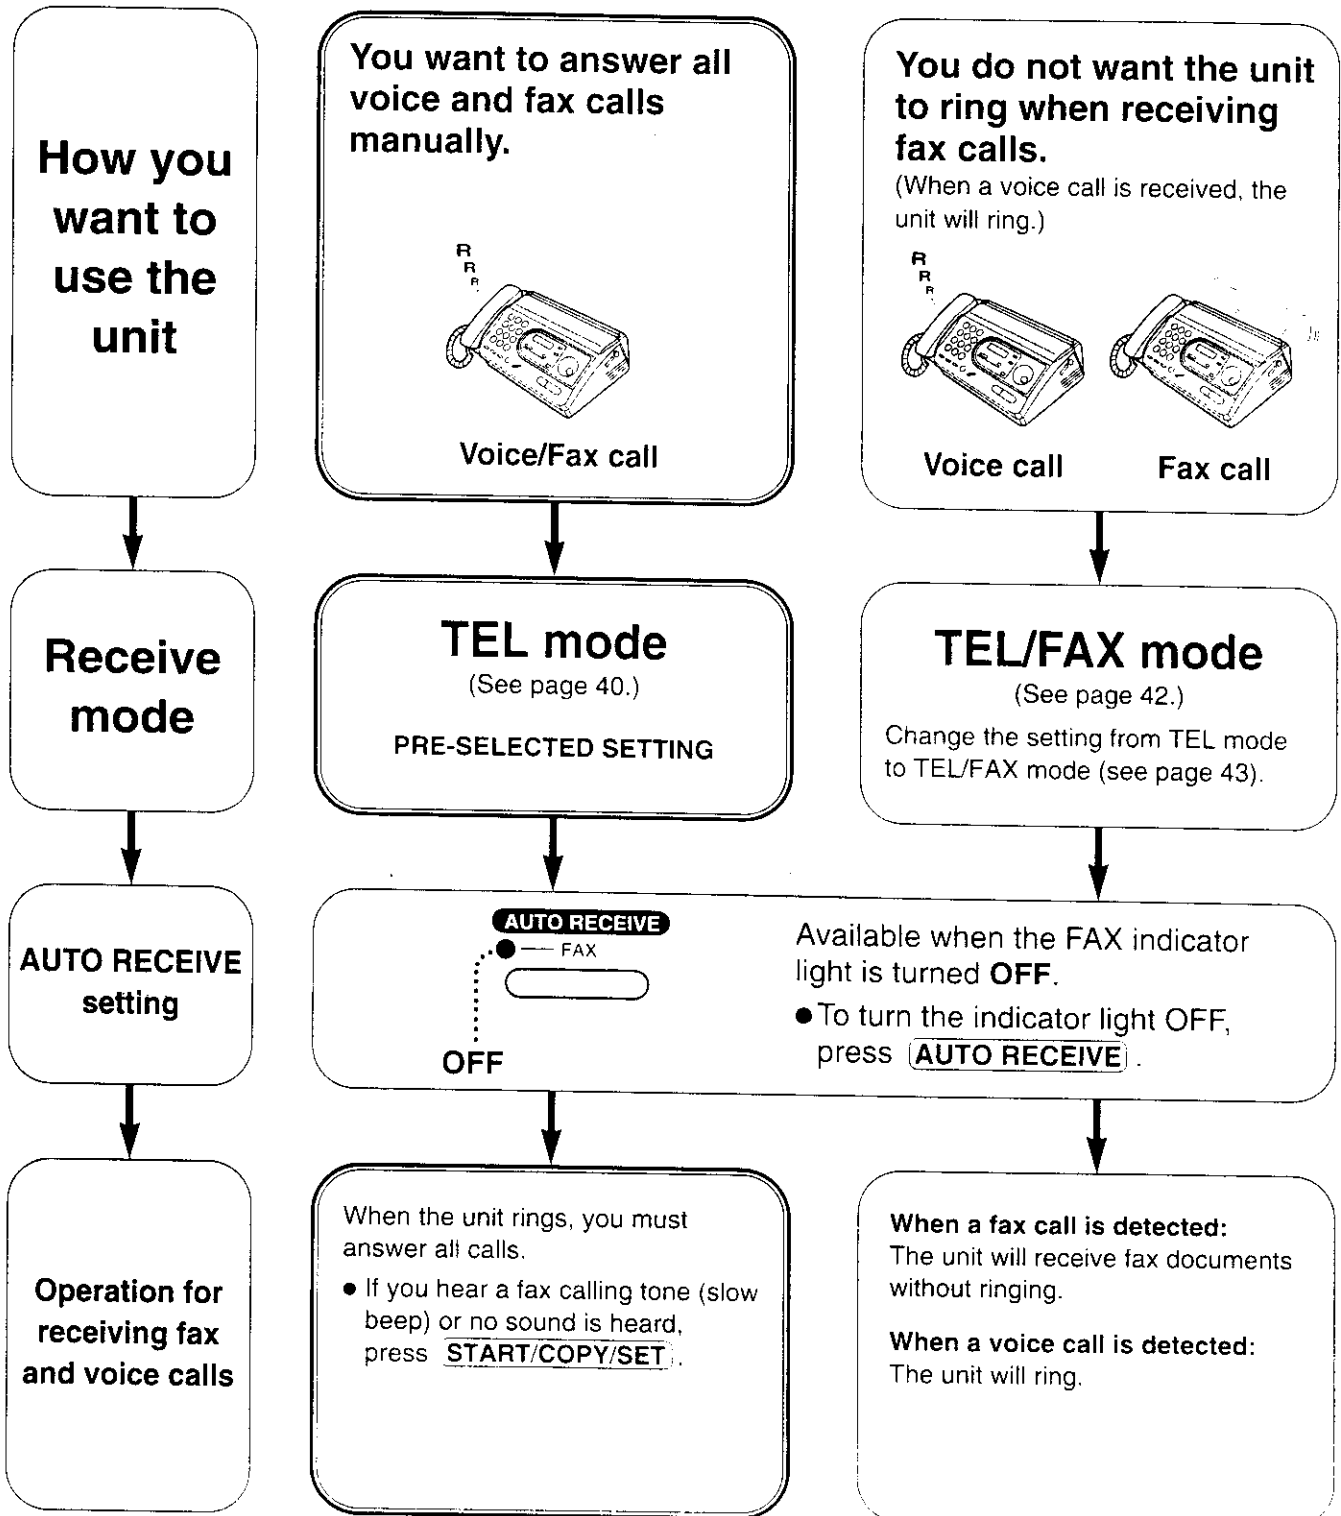 How you
want to
use the
unit
You want to answer all
voice and fax calls
manually.
R
R
R
Voice/Fax call
You do not want the unit
to ring when receiving
fax calls.
(When a voice call is received, the
unit will ring.)
R
R
R
Voice call
Fax call
Receive
mode
TEL mode
(See page 40.)
PRE-SELECTED SETTING
TEL/FAX mode
(See page 42.)
Change the setting from TEL mode
to TEL/FAX mode (see page 43).
AUTO RECEIVE
setting
AUTO RECEIVE
FAX
OFF
Available when the FAX indicator
light is turned OFF.
● To turn the indicator light OFF,
press AUTO RECEIVE.
Operation for
receiving fax
and voice calls
When the unit rings, you must
answer all calls.
● If you hear a fax calling tone (slow
beep) or no sound is heard,
press START/COPY/SET.
When a fax call is detected:
The unit will receive fax documents
without ringing.
When a voice call is detected:
The unit will ring.